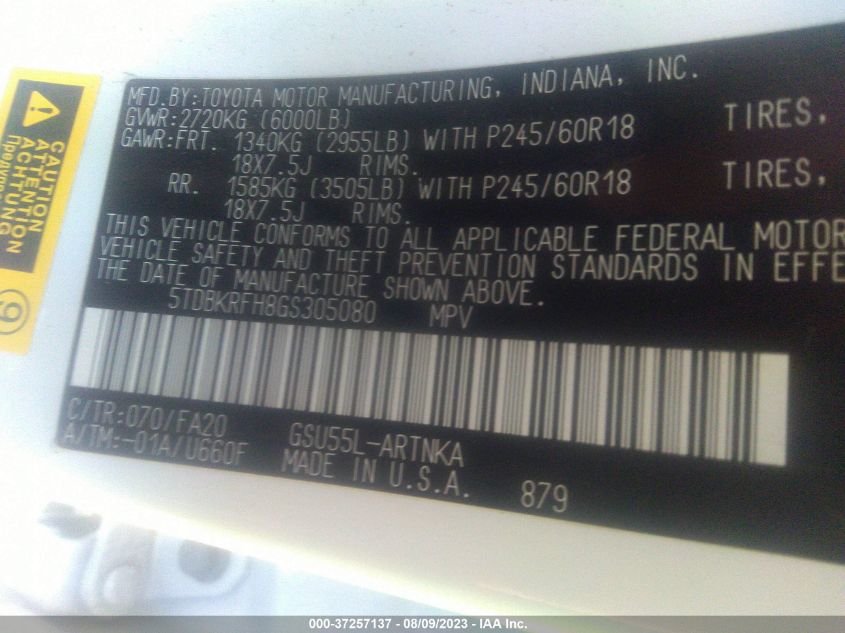 MFD.BY:TOYOTA MOTOR MANUFACTURING, INDIANA, INC.
GVWR:2720KG (6000LB)
GAWR:FRT. 1340KG (2955LB) WITH P245/60R18 TIRES,
18X7.5J RIMS.
RR. 1585KG (3505LB) WITH P245/60R18 TIRES,
18X7.5J RIMS.
THIS VEHICLE CONFORMS TO ALL APPLICABLE FEDERAL MOTOR
VEHICLE SAFETY AND THEFT PREVENTION STANDARDS IN EFFE
THE DATE OF MANUFACTURE SHOWN ABOVE.
5TDBKRFH8GS305080 MPV
C/TR:070/FA20 GSU55L-ARTNKA
A/TM:-01A/U660F MADE IN U.S.A. 879
CAUTION
ATTENTION
ACHTUNG
9
000-37257137 - 08/09/2023 - IAA Inc.